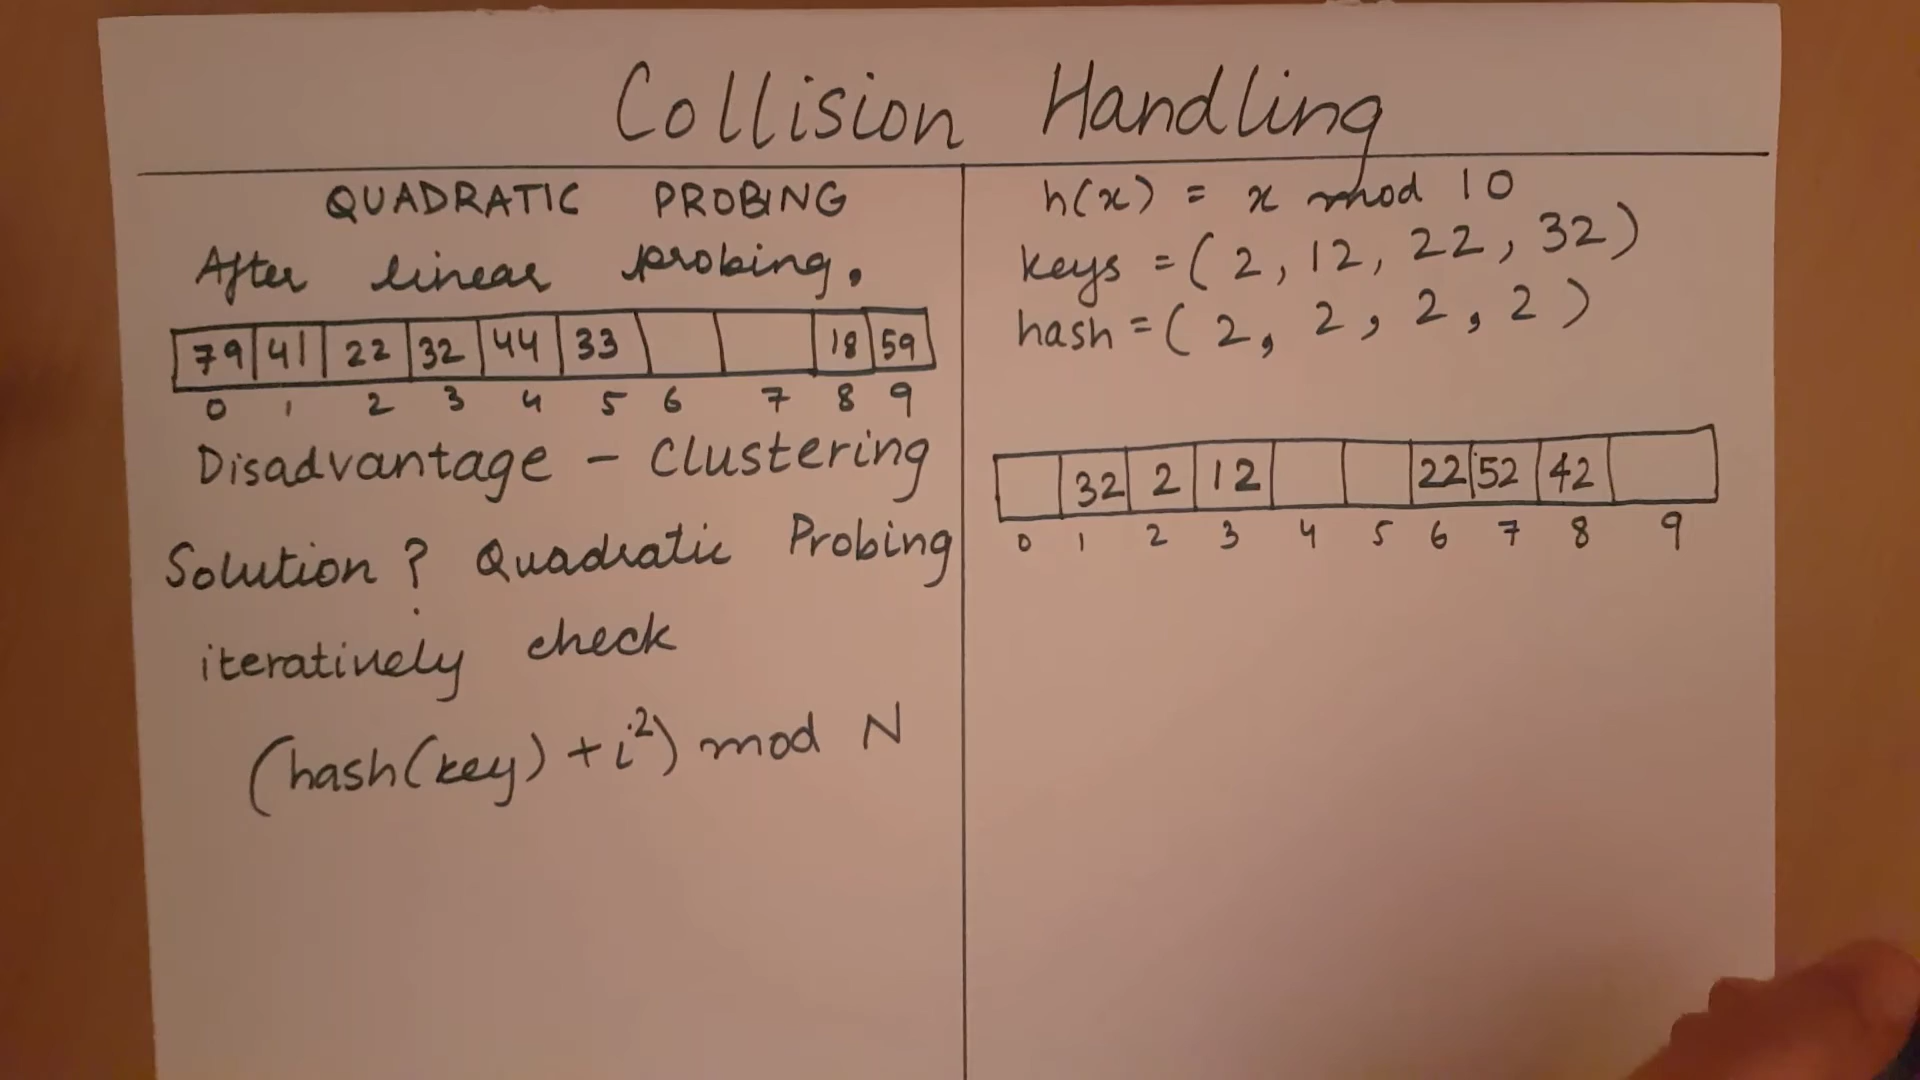 Collision Handling
QUADRATIC PROBING
After linear probing.
79 41 22 32 44 33 18 59
0 1 2 3 4 5 6 7 8 9
Disadvantage - Clustering
Solution? Quadratic Probing
iteratively check
(hash(key) + i²) mod N
h(x) = x mod 10
keys = (2, 12, 22, 32)
hash = (2, 2, 2, 2)
32 2 12 22 52 42
0 1 2 3 4 5 6 7 8 9